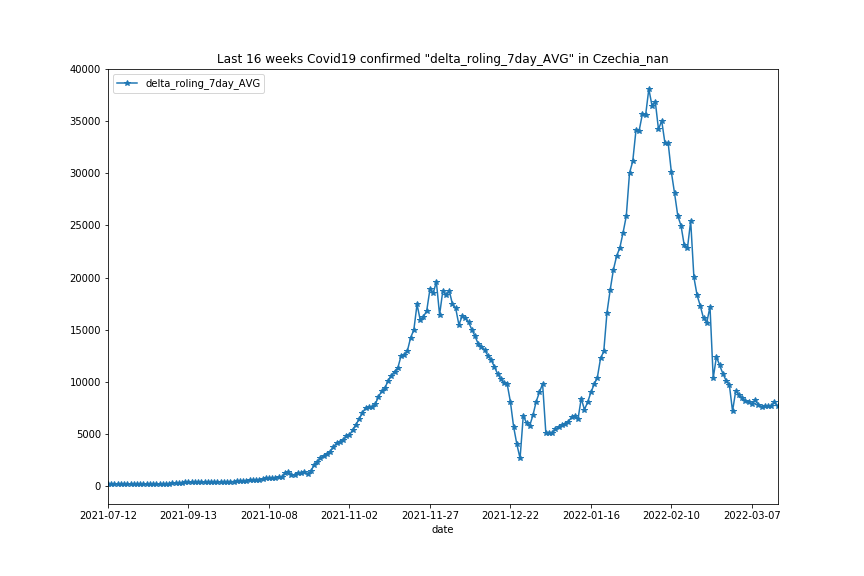 Last 16 weeks Covid19 confirmed "delta_roling_7day_AVG" in Czechia_nan
delta_roling_7day_AVG
40000
35000
30000
25000
20000
15000
10000
5000
0
2021-07-12 2021-09-13 2021-10-08 2021-11-02 2021-11-27 2021-12-22 2022-01-16 2022-02-10 2022-03-07
date